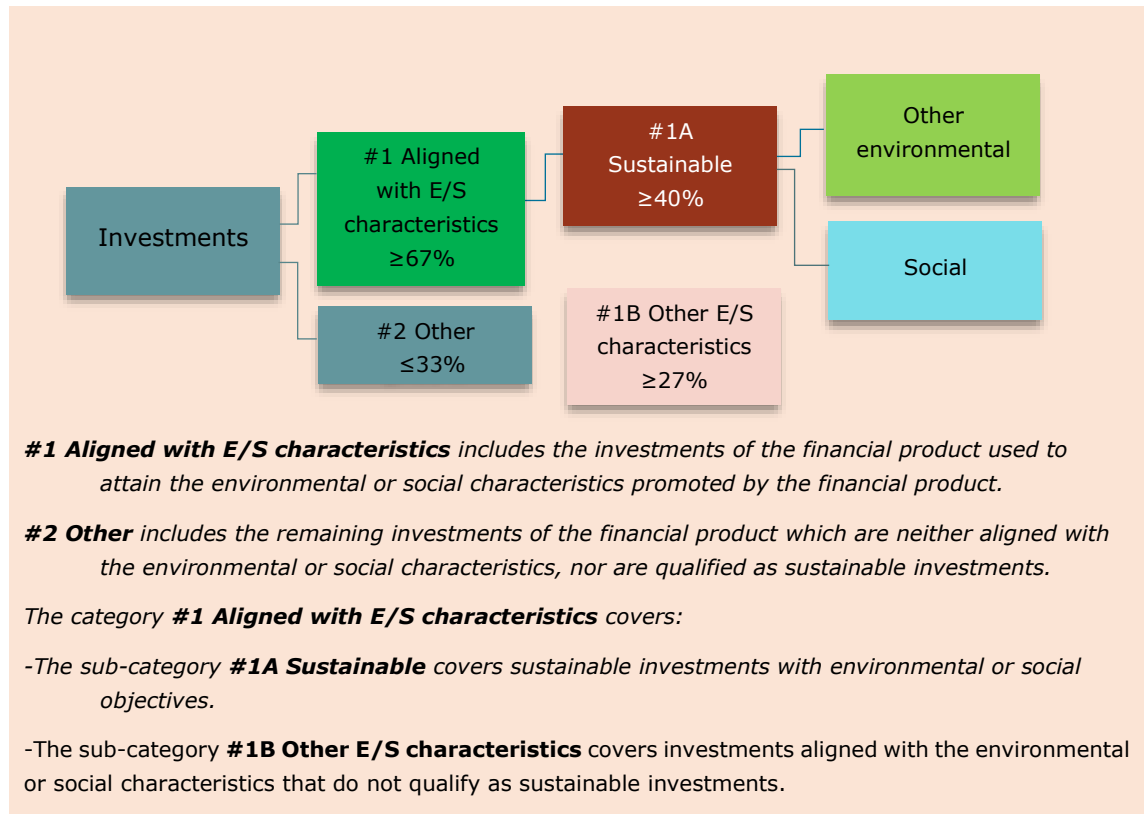 Investments
#1 Aligned
with E/S
characteristics
≥67%
#2 Other
≤33%
#1A
Sustainable
≥40%
#1B Other E/S
characteristics
≥27%
Other
environmental
Social
#1 Aligned with E/S characteristics includes the investments of the financial product used to
attain the environmental or social characteristics promoted by the financial product.
#2 Other includes the remaining investments of the financial product which are neither aligned with
the environmental or social characteristics, nor are qualified as sustainable investments.
The category #1 Aligned with E/S characteristics covers:
-The sub-category #1A Sustainable covers sustainable investments with environmental or social
objectives.
-The sub-category #1B Other E/S characteristics covers investments aligned with the environmental
or social characteristics that do not qualify as sustainable investments.